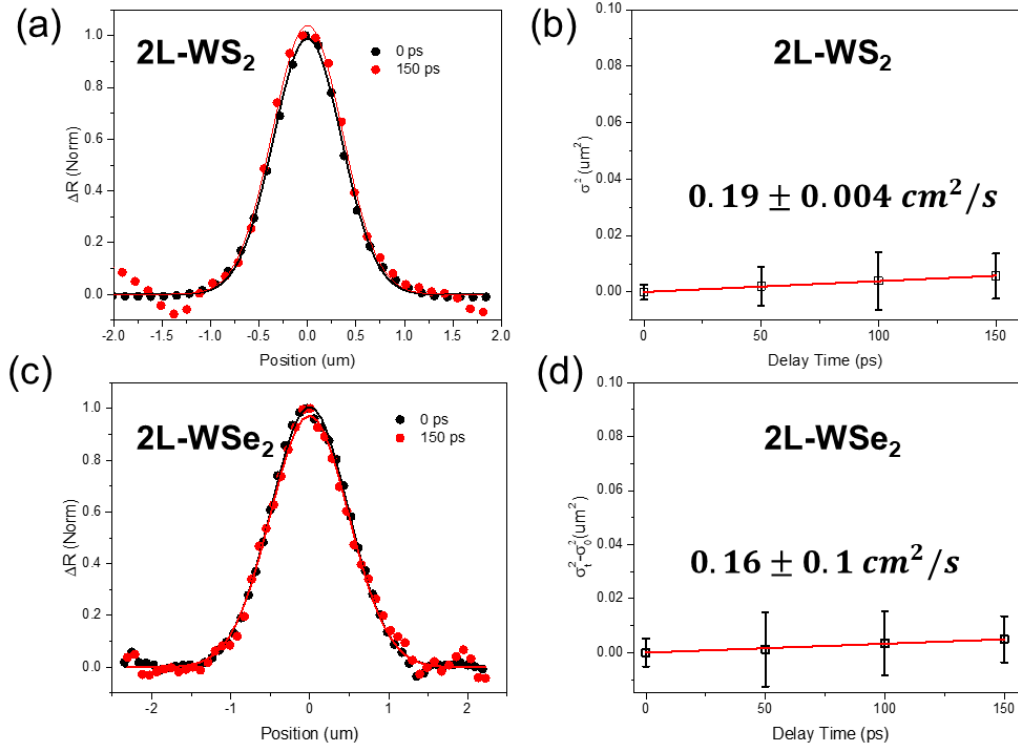 (a)
2L-WS₂
0 ps
150 ps
ΔR (Norm)
1.0
0.8
0.6
0.4
0.2
0.0
-2.0 -1.5 -1.0 -0.5 0.0 0.5 1.0 1.5 2.0
Position (um)
(b)
2L-WS₂
σ² (um²)
0.10
0.08
0.06
0.04
0.02
0.00
0.19 ± 0.004 cm²/s
0 50 100 150
Delay Time (ps)
(c)
2L-WSe₂
0 ps
150 ps
ΔR (Norm)
1.0
0.8
0.6
0.4
0.2
0.0
-2 -1 0 1 2
Position (um)
(d)
2L-WSe₂
σₜ²-σ₀²(um²)
0.10
0.08
0.06
0.04
0.02
0.00
0.16 ± 0.1 cm²/s
0 50 100 150
Delay Time (ps)